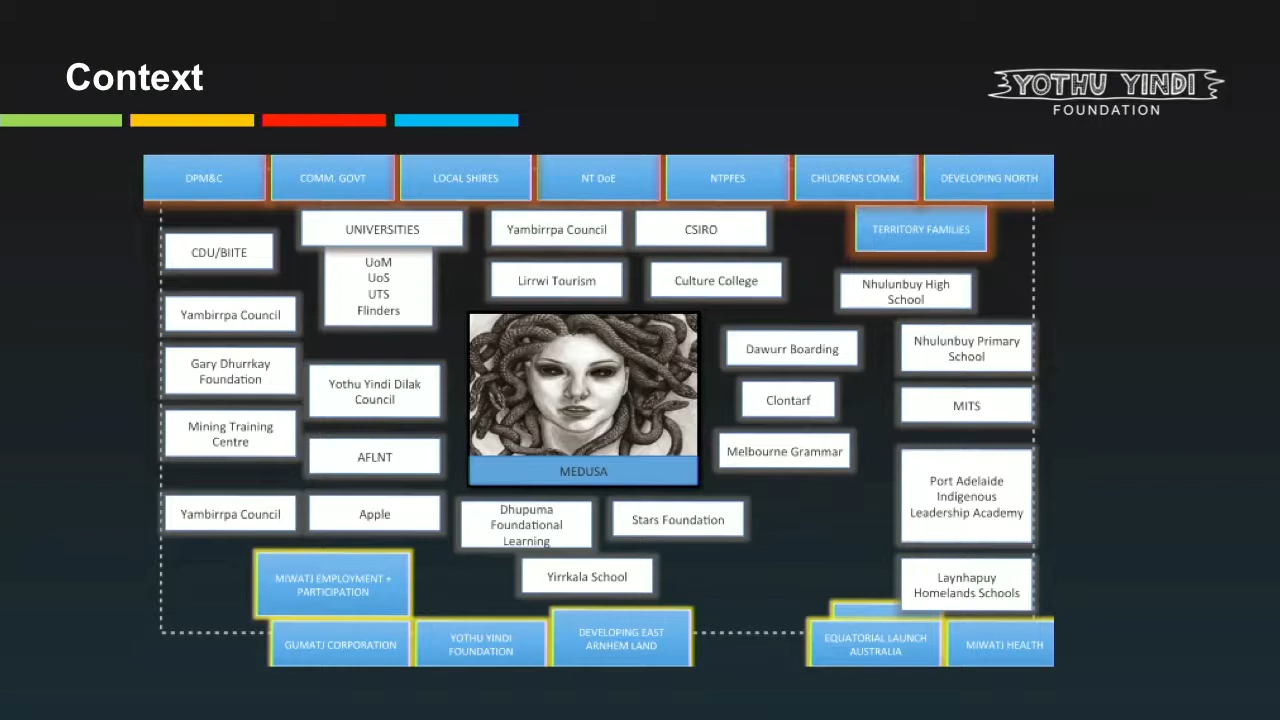 Context
YOTHU YINDI
FOUNDATION
DPM&C
COMM. GOVT
LOCAL SHIRES
NT DoE
NTPFES
CHILDRENS COMM.
DEVELOPING NORTH
CDU/BIITE
UNIVERSITIES
UoM
UoS
UTS
Flinders
Yambirrpa Council
CSIRO
TERRITORY FAMILIES
Lirrwi Tourism
Culture College
Nhulunbuy High
School
Yambirrpa Council
Gary Dhurrkay
Foundation
Yothu Yindi Dilak
Council
Mining Training
Centre
AFLNT
MEDUSA
Dawurr Boarding
Nhulunbuy Primary
School
Clontarf
MITS
Melbourne Grammar
Port Adelaide
Indigenous
Leadership Academy
Yambirrpa Council
Apple
Dhupuma
Foundational
Learning
Stars Foundation
Yirrkala School
Laynhapuy
Homelands Schools
MIWATJ EMPLOYMENT +
PARTICIPATION
GUMATJ CORPORATION
YOTHU YINDI
FOUNDATION
DEVELOPING EAST
ARNHEM LAND
EQUATORIAL LAUNCH
AUSTRALIA
MIWATJ HEALTH